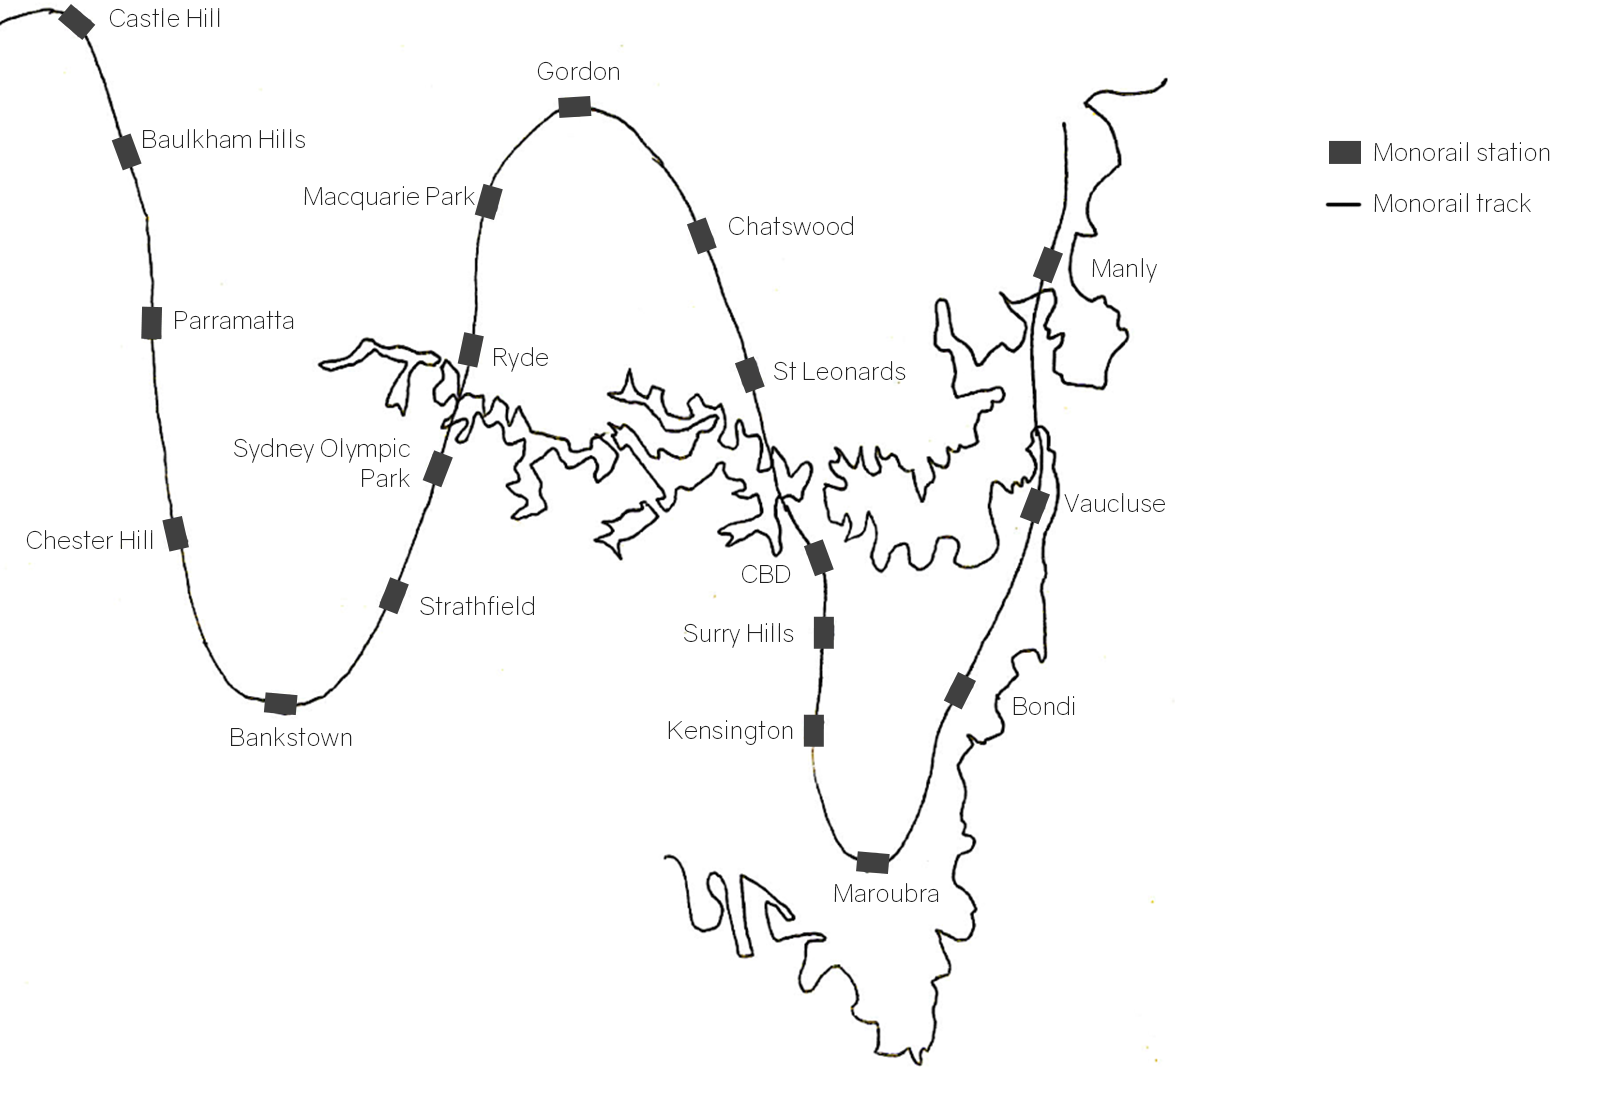 Castle Hill
Gordon
Baulkham Hills
Monorail station
Macquarie Park
Monorail track
Chatswood
Manly
Parramatta
Ryde
St Leonards
Sydney Olympic
Park
Vaucluse
Chester Hill
CBD
Strathfield
Surry Hills
Bondi
Kensington
Bankstown
Maroubra